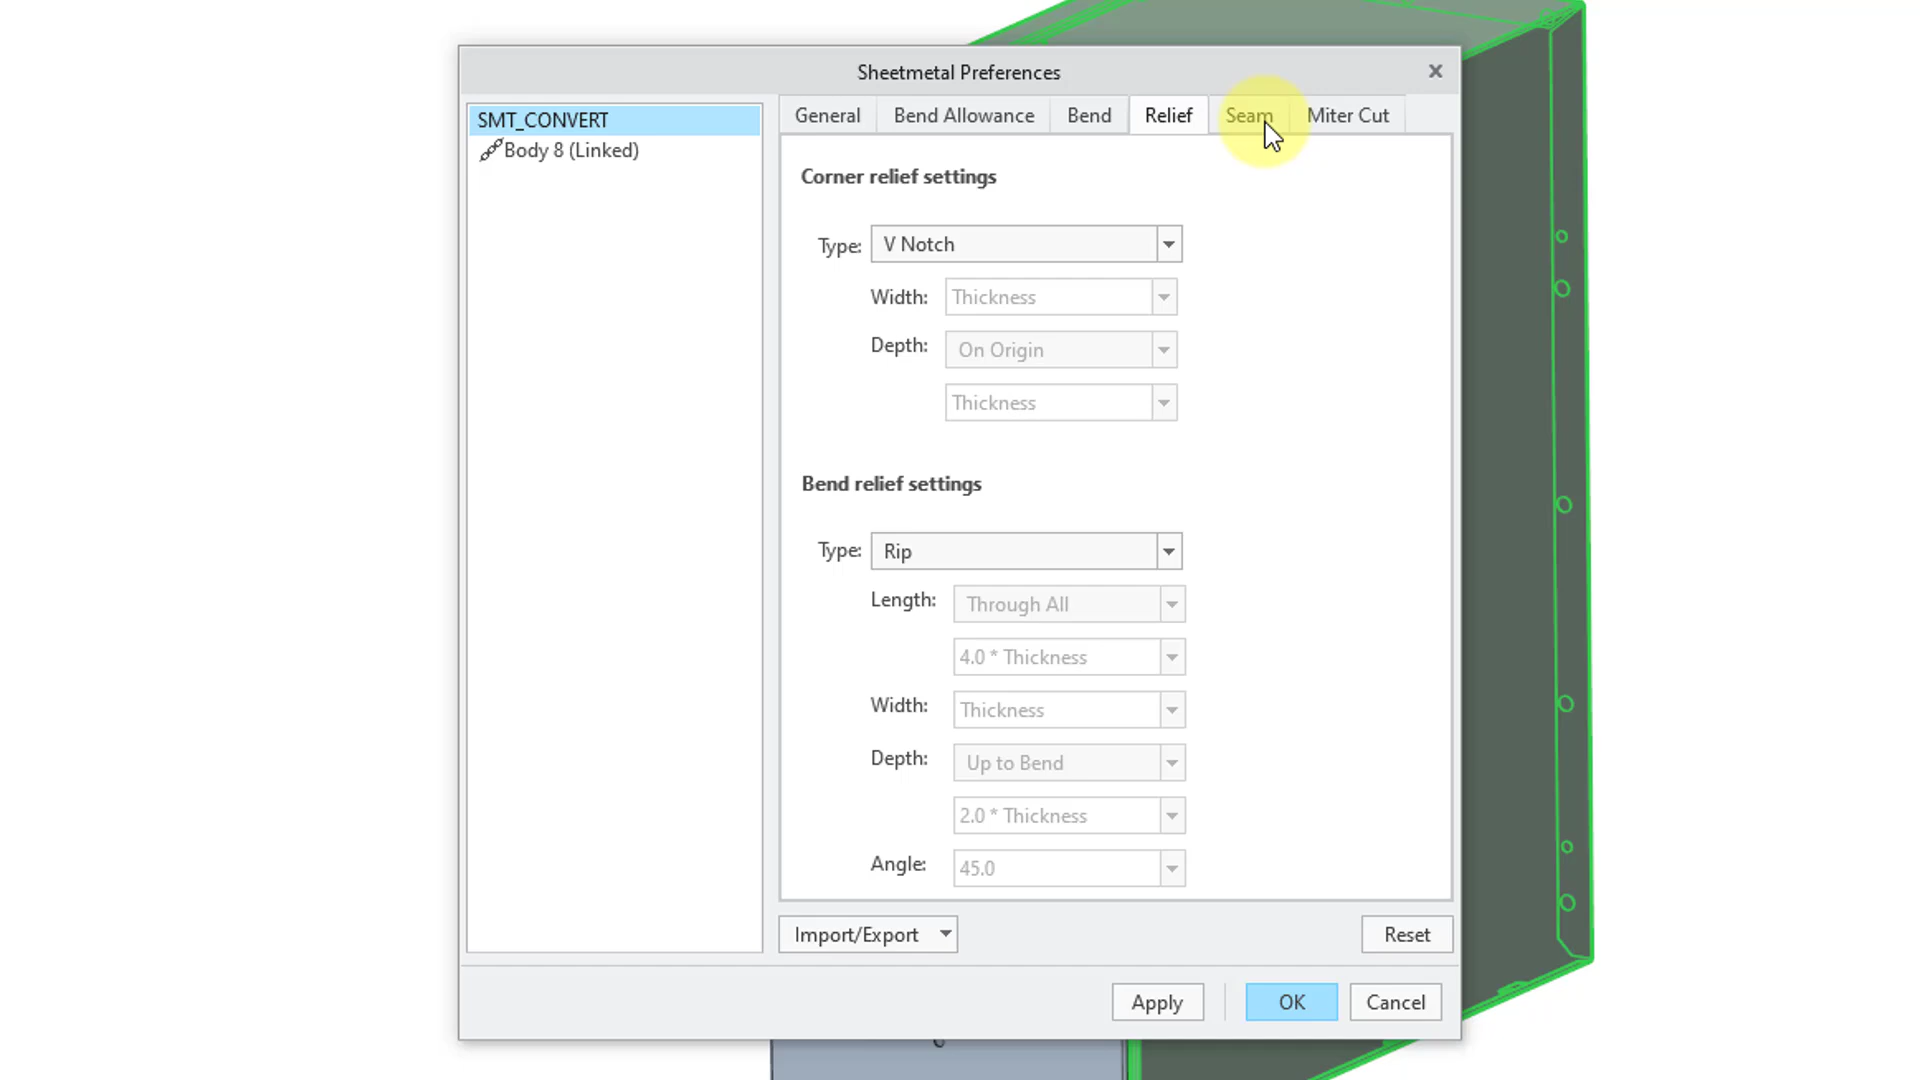 Sheetmetal Preferences
SMT_CONVERT
Body 8 (Linked)
General Bend Allowance Bend Relief Seam Miter Cut
Corner relief settings
Type: V Notch
Width: Thickness
Depth: On Origin
Thickness
Bend relief settings
Type: Rip
Length: Through All
4.0 * Thickness
Width: Thickness
Depth: Up to Bend
2.0 * Thickness
Angle: 45.0
Import/Export Reset
Apply OK Cancel